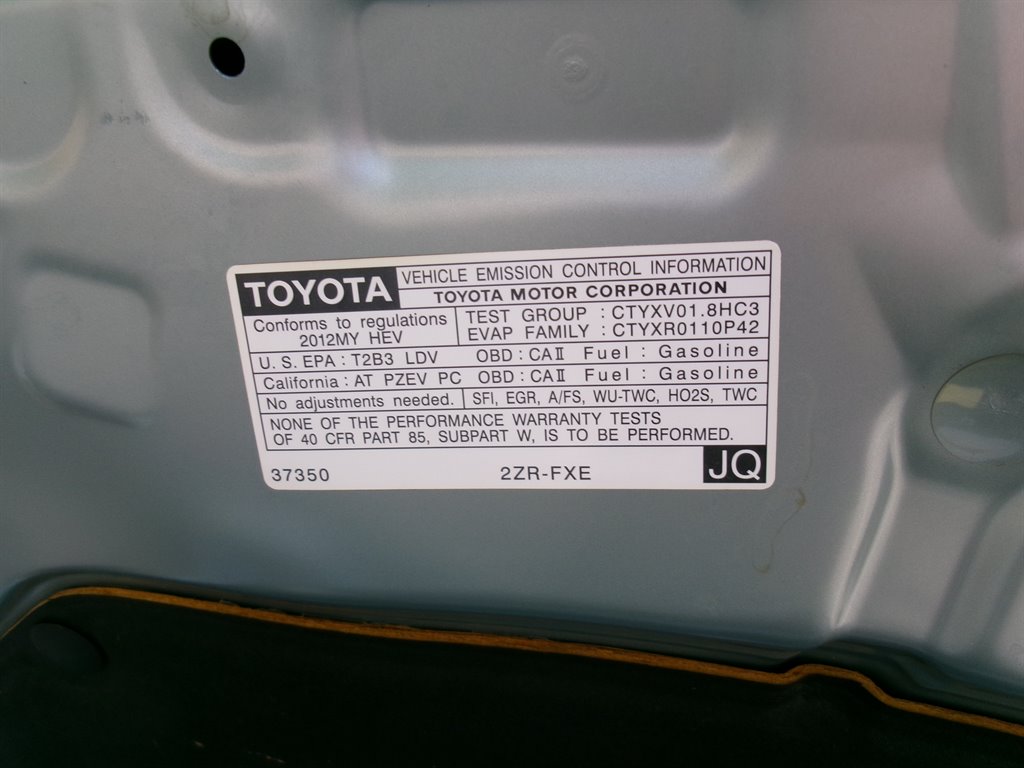 TOYOTA VEHICLE EMISSION CONTROL INFORMATION
TOYOTA MOTOR CORPORATION
Conforms to regulations
2012MY HEV
TEST GROUP : CTYXV01.8HC3
EVAP FAMILY : CTYXR0110P42
U.S. EPA : T2B3 LDV OBD : CAII Fuel : Gasoline
California : AT PZEV PC OBD : CAII Fuel : Gasoline
No adjustments needed. SFI, EGR, A/FS, WU-TWC, HO2S, TWC
NONE OF THE PERFORMANCE WARRANTY TESTS
OF 40 CFR PART 85, SUBPART W, IS TO BE PERFORMED.
37350 2ZR-FXE JQ